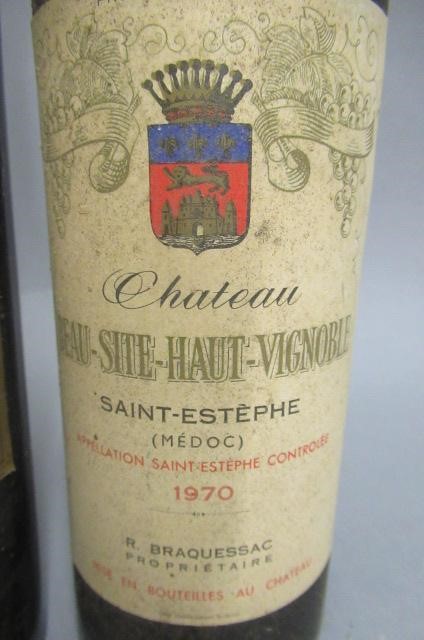 Chateau
BEAU-SITE-HAUT-VIGNOBLE
SAINT-ESTÈPHE
(MÉDOC)
APPELLATION SAINT-ESTÈPHE CONTROLÉE
1970
R. BRAQUESSAC
PROPRIÉTAIRE
MISE EN BOUTEILLES AU CHATEAU